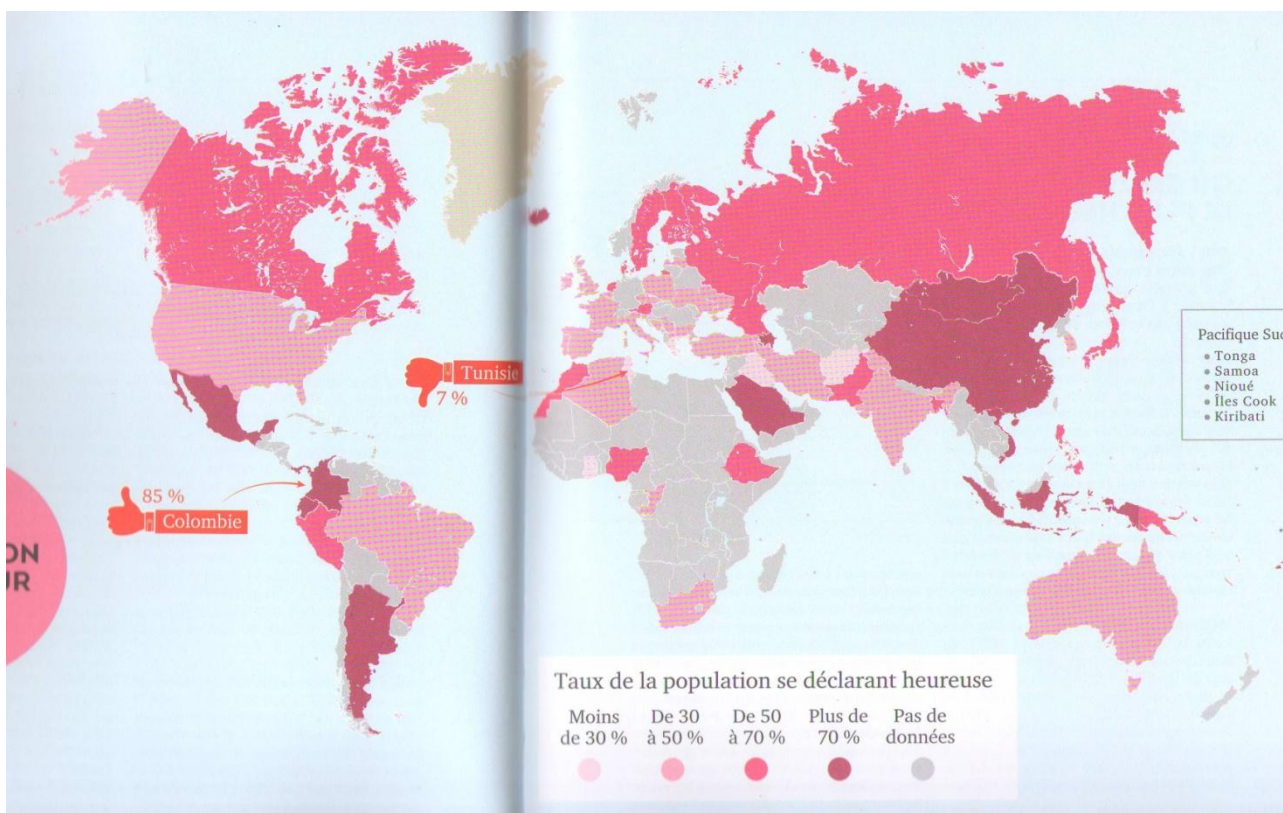 Tunisie
7 %
85 %
Colombie
ON
UR
Pacifique Sud
• Tonga
• Samoa
• Nioué
• Îles Cook
• Kiribati
Taux de la population se déclarant heureuse
Moins de 30 %
De 30 à 50 %
De 50 à 70 %
Plus de 70 %
Pas de données